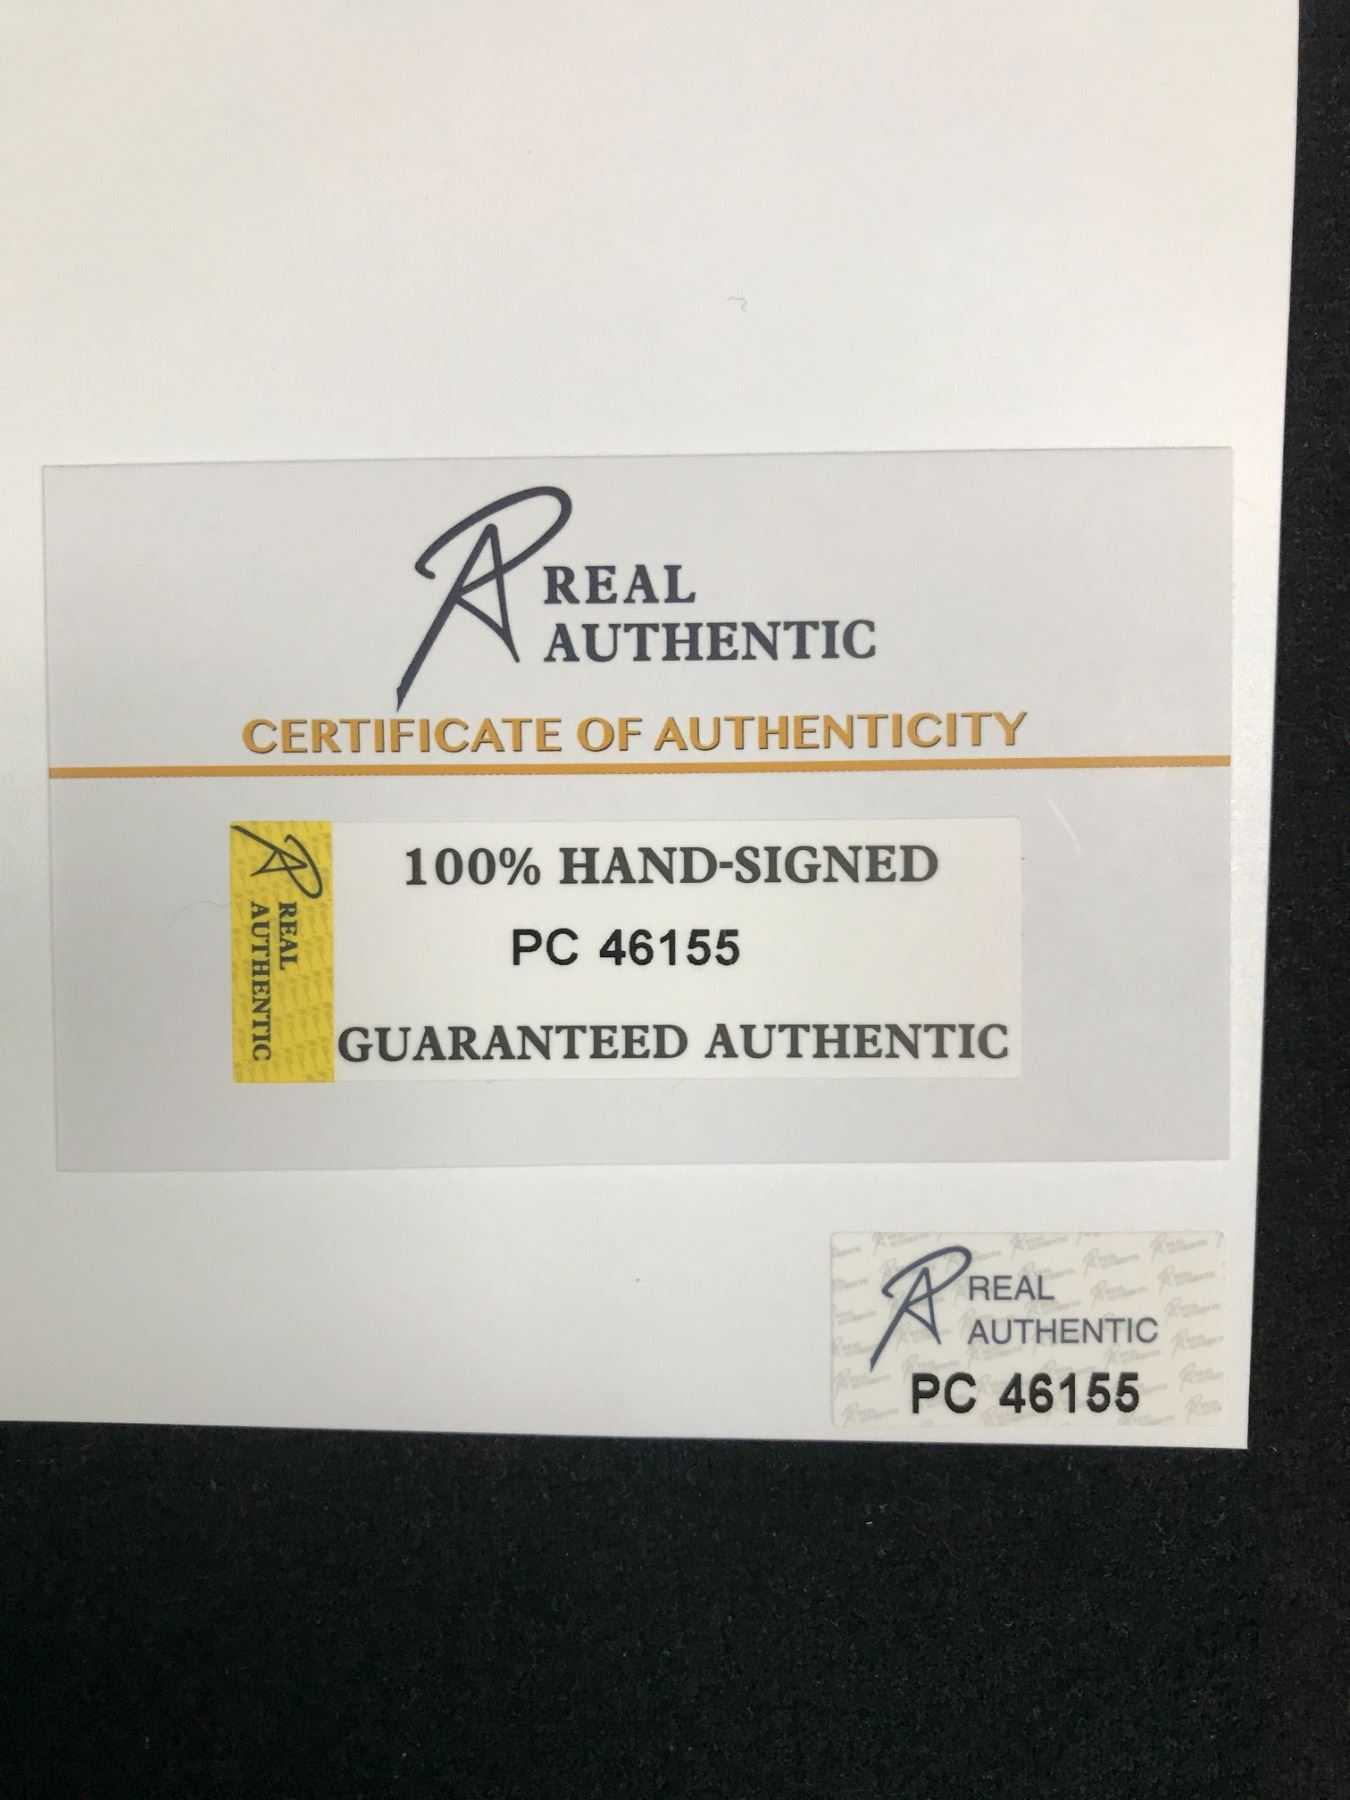 REAL
AUTHENTIC
CERTIFICATE OF AUTHENTICITY
REAL
AUTHENTIC
100% HAND-SIGNED
PC 46155
GUARANTEED AUTHENTIC
REAL
AUTHENTIC
PC 46155